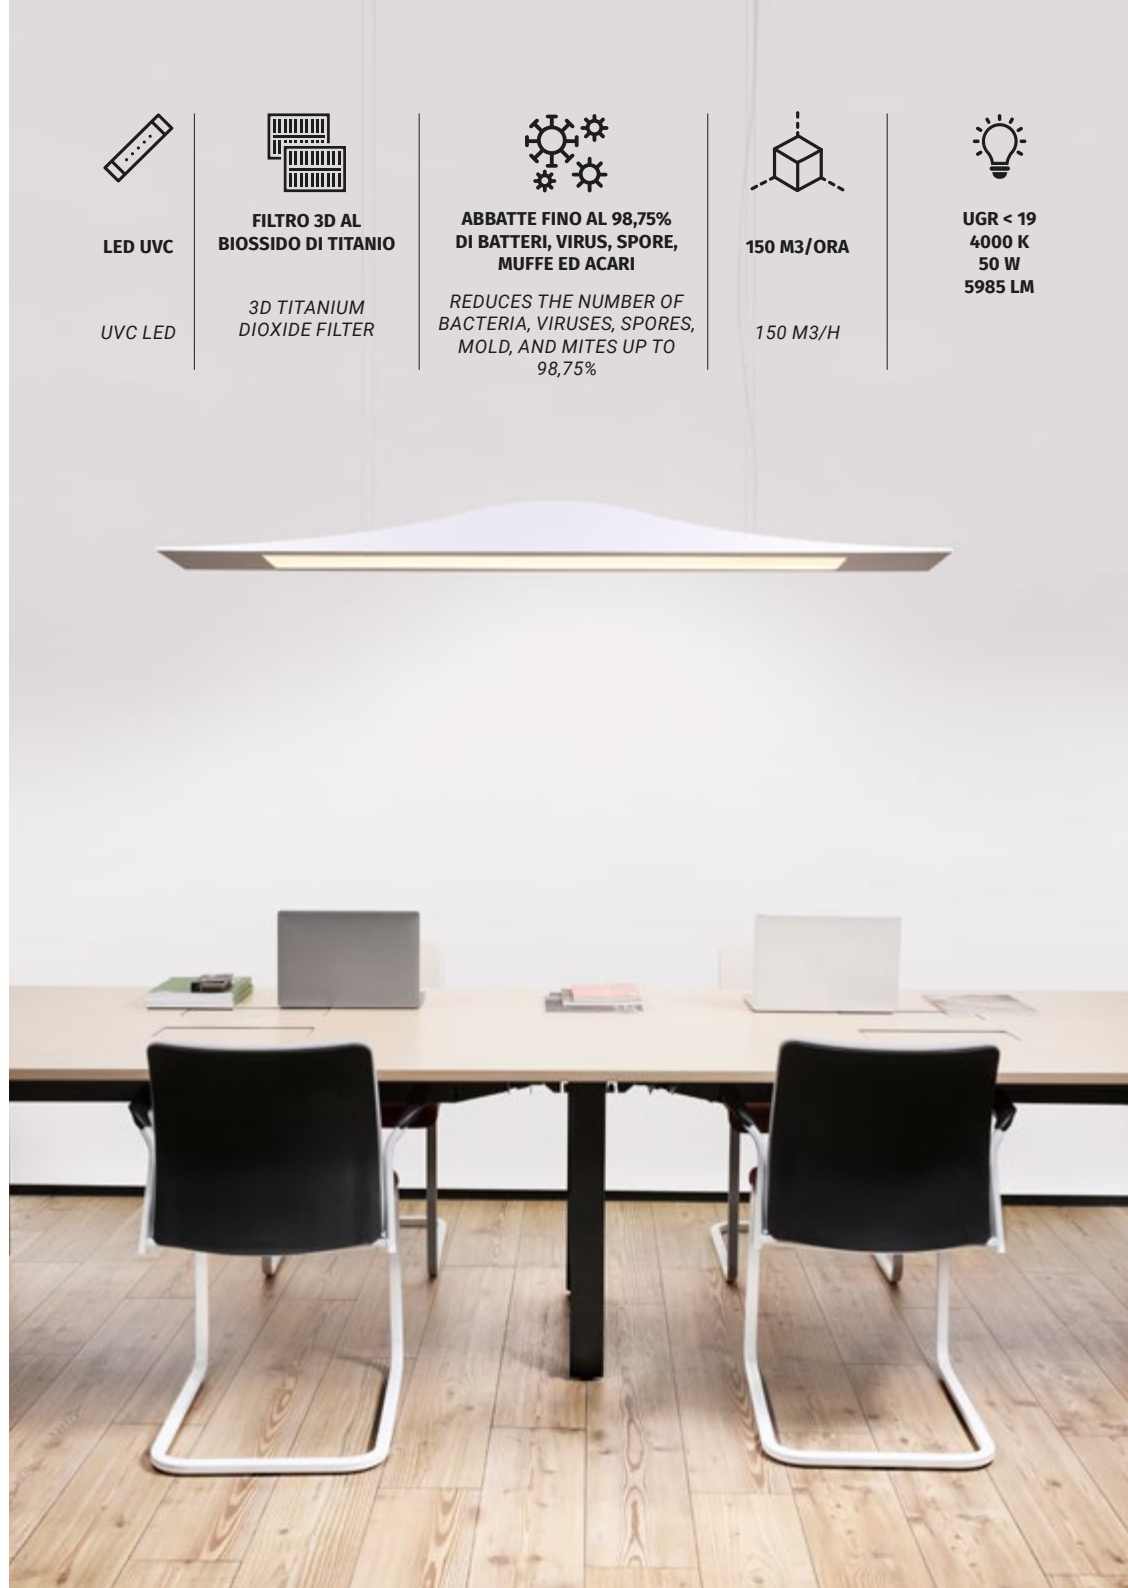 LED UVC
UVC LED
FILTRO 3D AL
BIOSSIDO DI TITANIO
3D TITANIUM
DIOXIDE FILTER
ABBATTE FINO AL 98,75%
DI BATTERI, VIRUS, SPORE,
MUFFE ED ACARI
REDUCES THE NUMBER OF
BACTERIA, VIRUSES, SPORES,
MOLD, AND MITES UP TO
98,75%
150 M3/ORA
150 M3/H
UGR < 19
4000 K
50 W
5985 LM